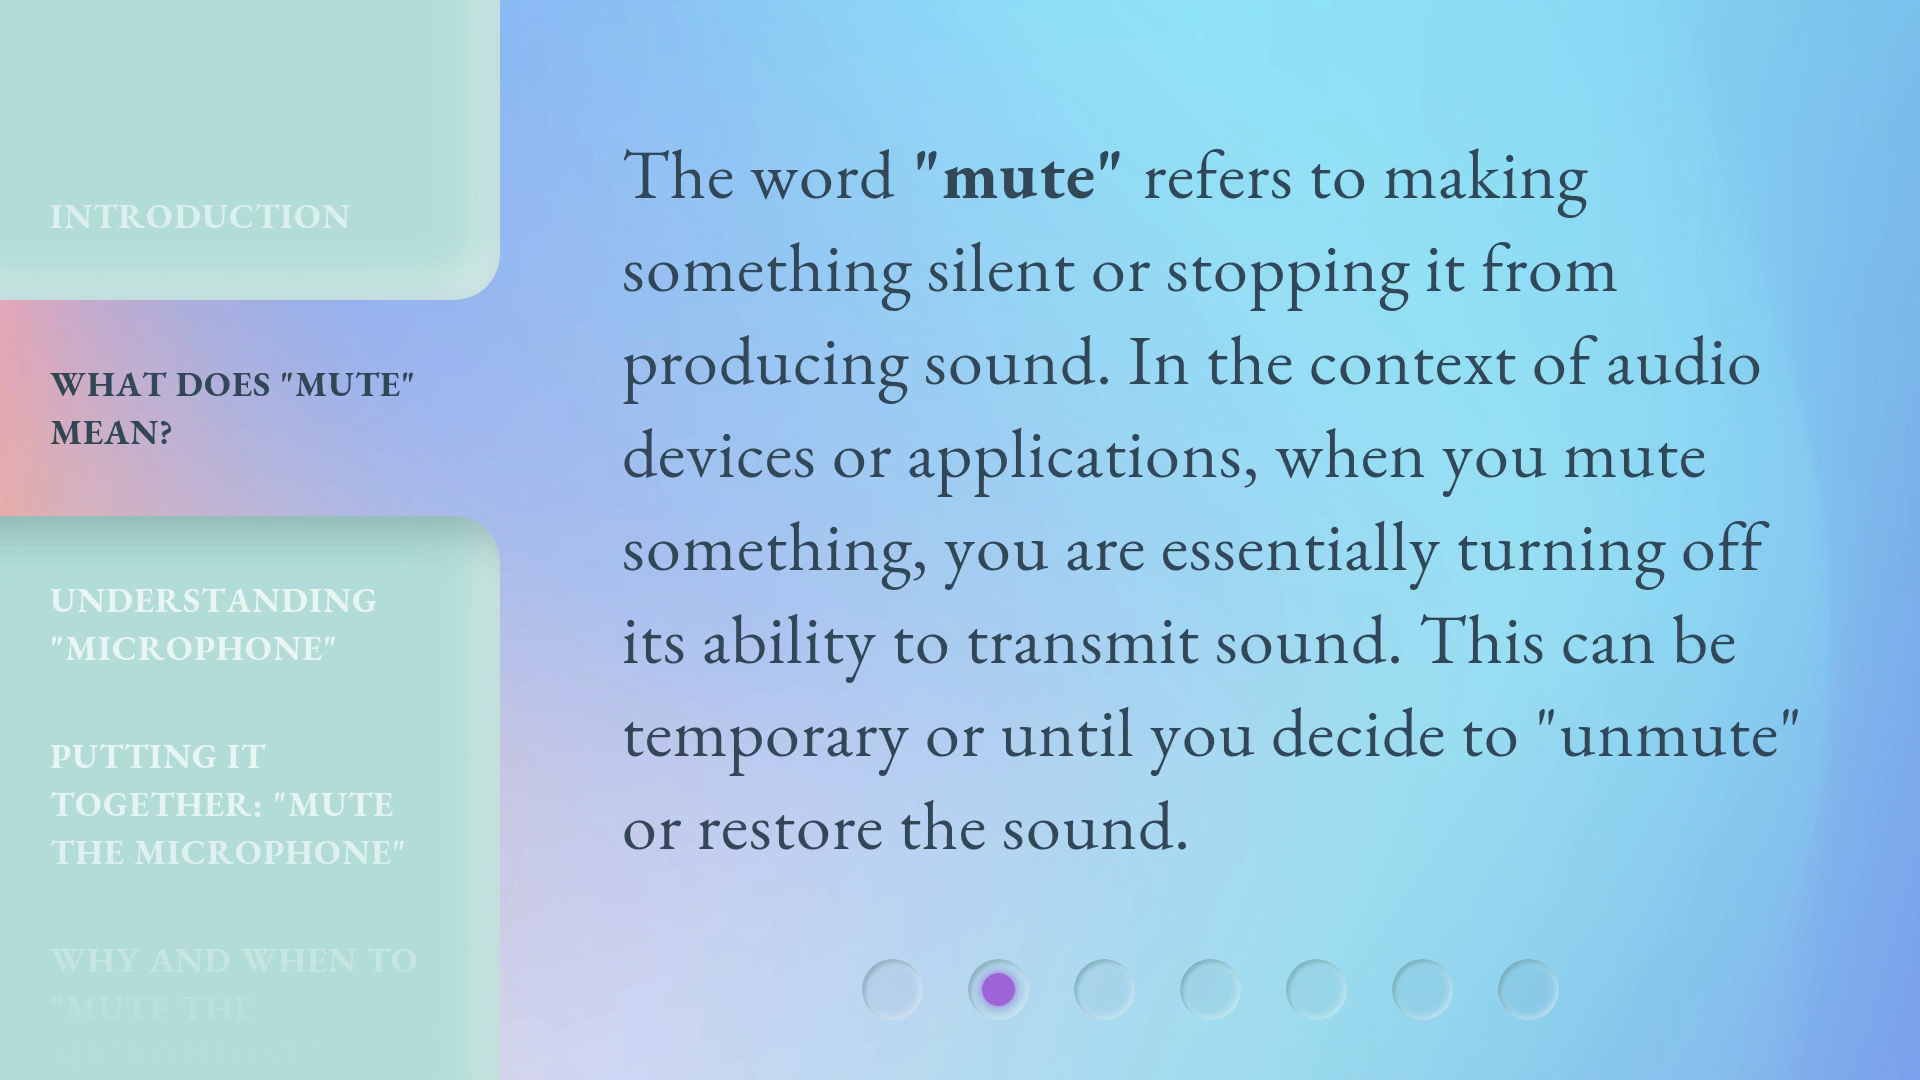 INTRODUCTION
WHAT DOES "MUTE"
MEAN?
UNDERSTANDING
"MICROPHONE"
PUTTING IT
TOGETHER: "MUTE
THE MICROPHONE"
WHY AND WHEN TO
"MUTE THE
MICROPHONE"
The word "mute" refers to making
something silent or stopping it from
producing sound. In the context of audio
devices or applications, when you mute
something, you are essentially turning off
its ability to transmit sound. This can be
temporary or until you decide to "unmute"
or restore the sound.